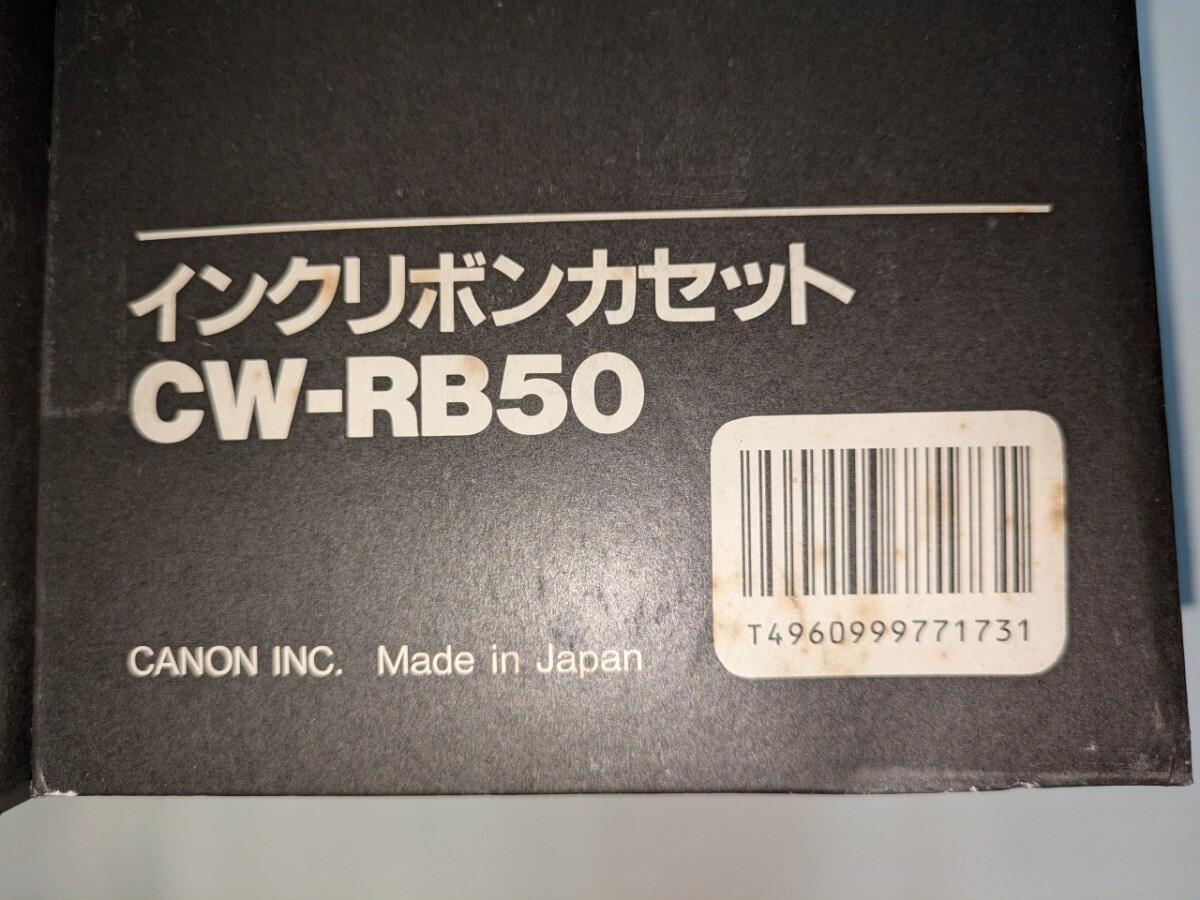 インクリボンカセット
CW-RB50
T4960999771731
CANON INC. Made in Japan